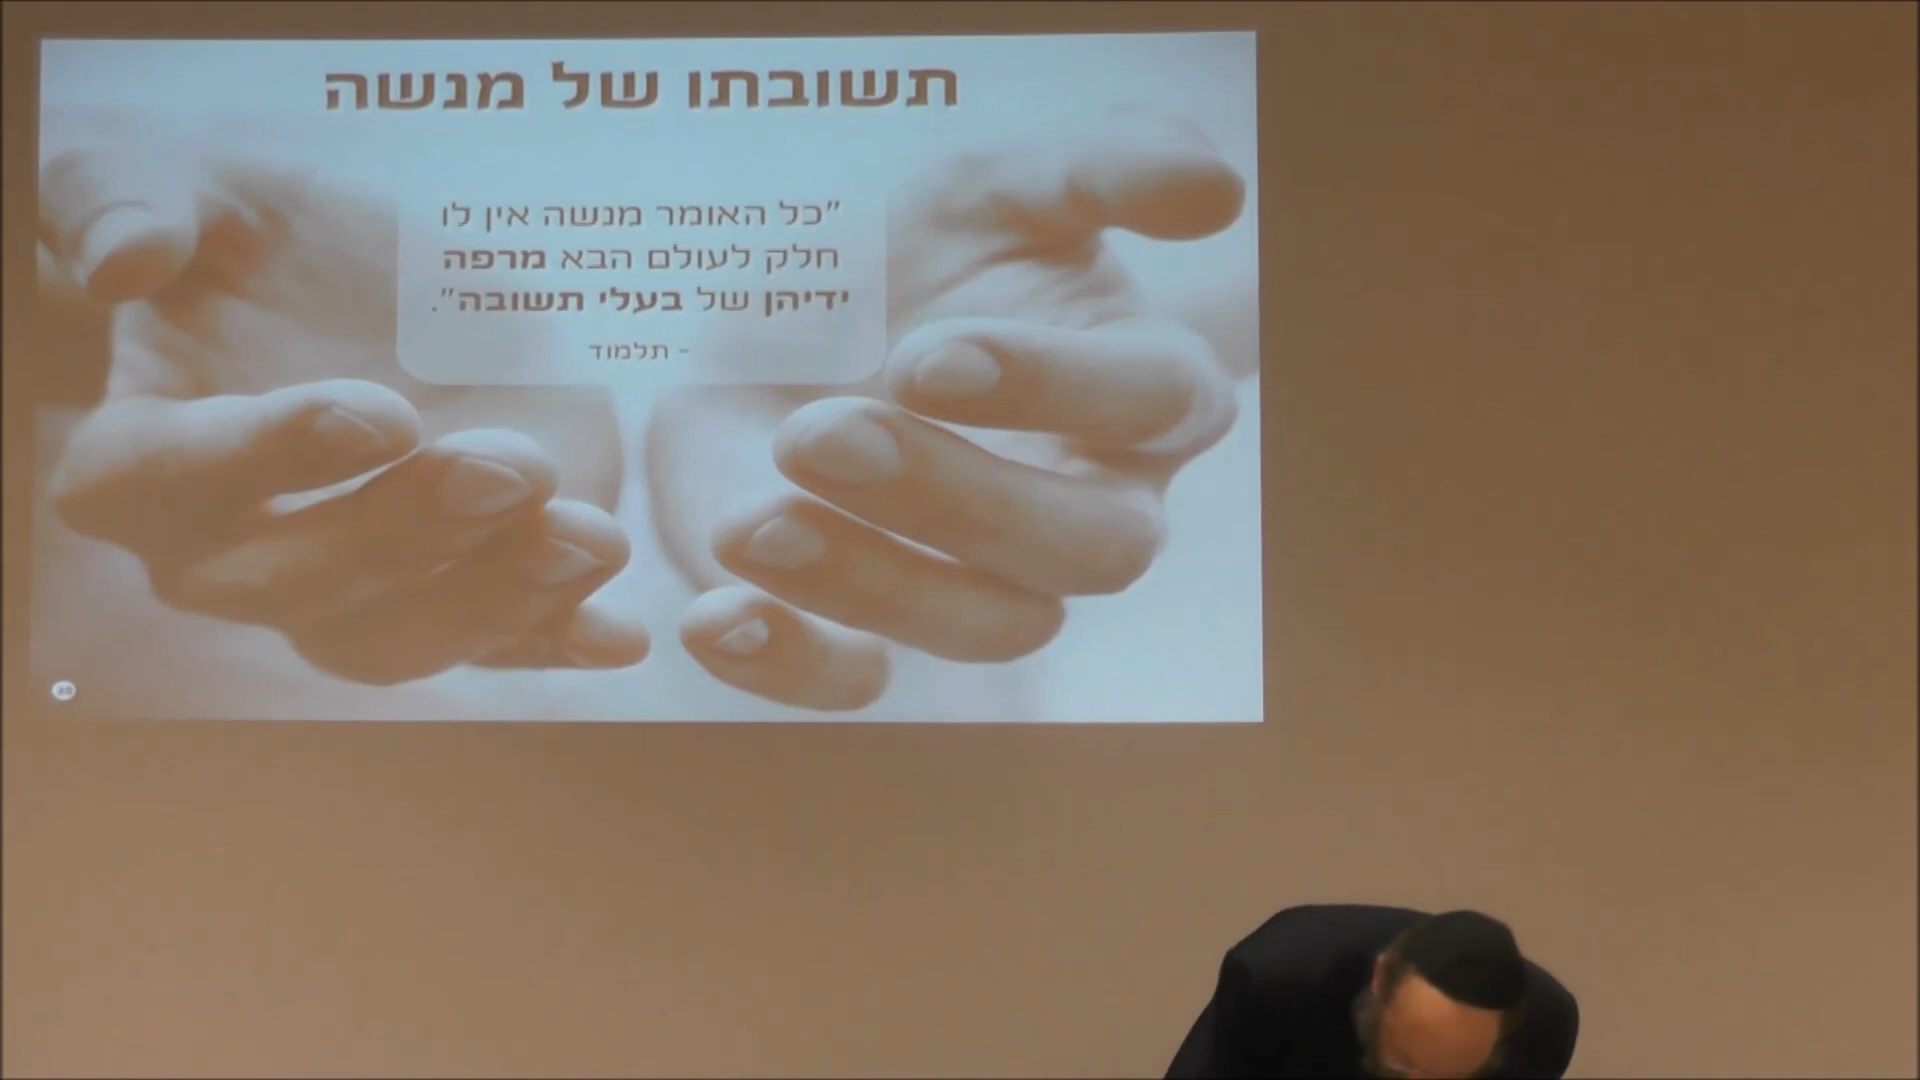 תשובתו של מנשה
"כל האומר מנשה אין לו
חלק לעולם הבא מרפה
ידיהן של בעלי תשובה".
- תלמוד